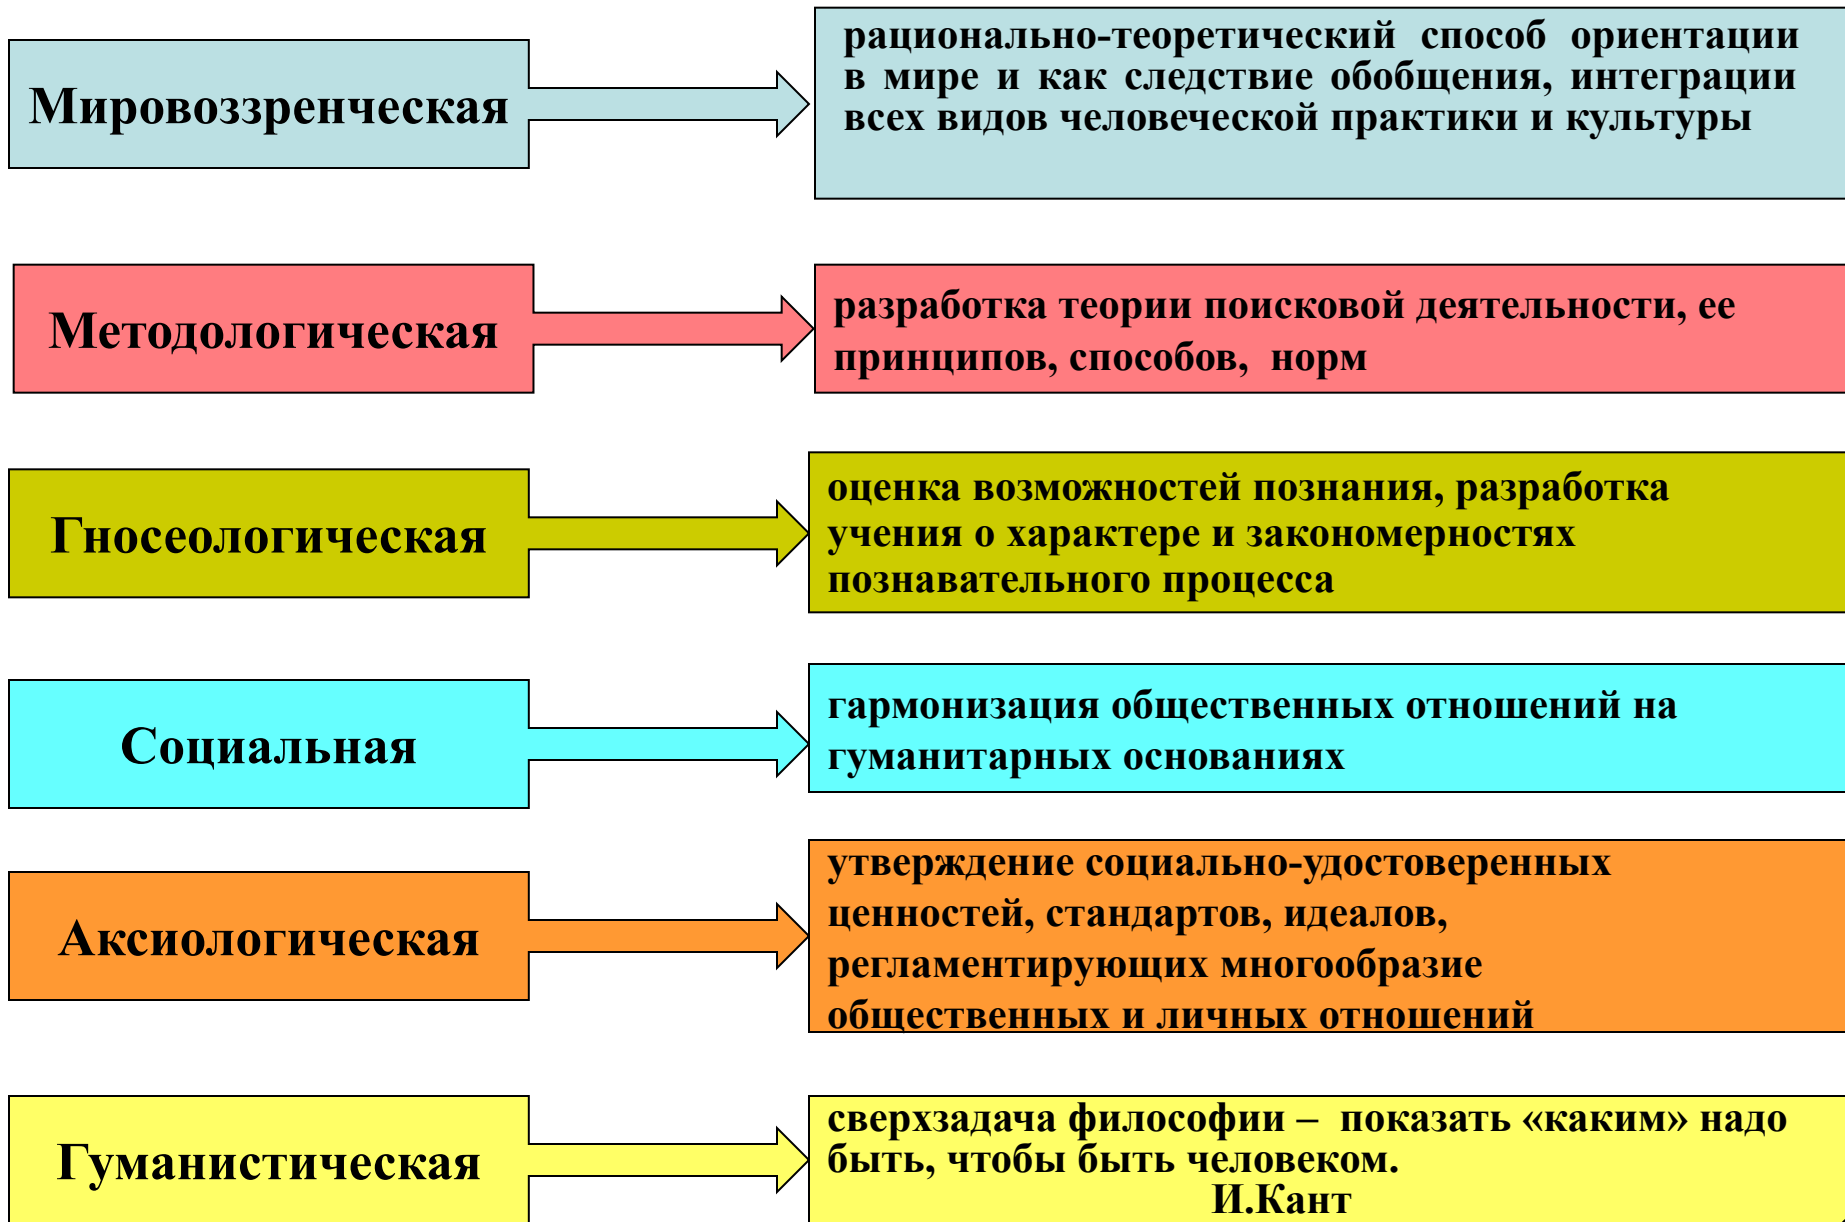 Мировоззренческая
рационально-теоретический способ ориентации
в мире и как следствие обобщения, интеграции
всех видов человеческой практики и культуры
Методологическая
разработка теории поисковой деятельности, ее
принципов, способов, норм
Гносеологическая
оценка возможностей познания, разработка
учения о характере и закономерностях
познавательного процесса
Социальная
гармонизация общественных отношений на
гуманитарных основаниях
Аксиологическая
утверждение социально-удостоверенных
ценностей, стандартов, идеалов,
регламентирующих многообразие
общественных и личных отношений
Гуманистическая
сверхзадача философии – показать «каким» надо
быть, чтобы быть человеком.
И.Кант